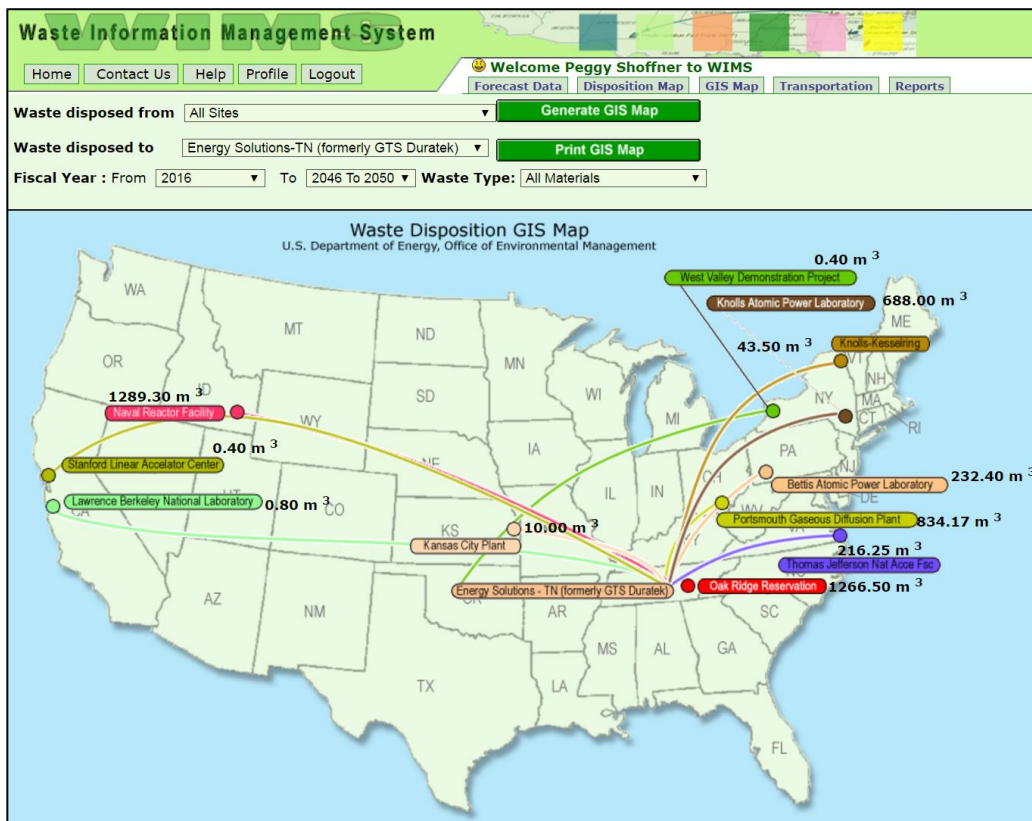 Waste Information Management System
WIMS
Home Contact Us Help Profile Logout
Welcome Peggy Shoffner to WIMS
Forecast Data Disposition Map GIS Map Transportation Reports
Waste disposed from All Sites Generate GIS Map
Waste disposed to Energy Solutions-TN (formerly GTS Duratek) Print GIS Map
Fiscal Year : From 2016 To 2046 To 2050 Waste Type: All Materials
Waste Disposition GIS Map
U.S. Department of Energy, Office of Environmental Management
0.40 m 3
West Valley Demonstration Project
Knolls Atomic Power Laboratory 688.00 m 3
WA
MT
ND
MN
ME
43.50 m 3
Knolls-Kesselring
VT
OR
ID
SD
WI
MI
NY
NH
MA
CT
RI
1289.30 m 3
Naval Reactor Facility
WY
IA
PA
NJ
0.40 m 3
Stanford Linear Accelator Center
NE
IL
IN
OH
Bettis Atomic Power Laboratory 232.40 m 3
DE
Lawrence Berkeley National Laboratory 0.80 m 3
CA
UT
CO
KS
10.00 m 3
Kansas City Plant
WV
VA
Portsmouth Gaseous Diffusion Plant 834.17 m 3
216.25 m 3
Thomas Jefferson Nat Acce Fsc
Energy Solutions - TN (formerly GTS Duratek)
Oak Ridge Reservation 1266.50 m 3
AZ
NM
OK
AR
NC
SC
MS
AL
GA
TX
LA
FL